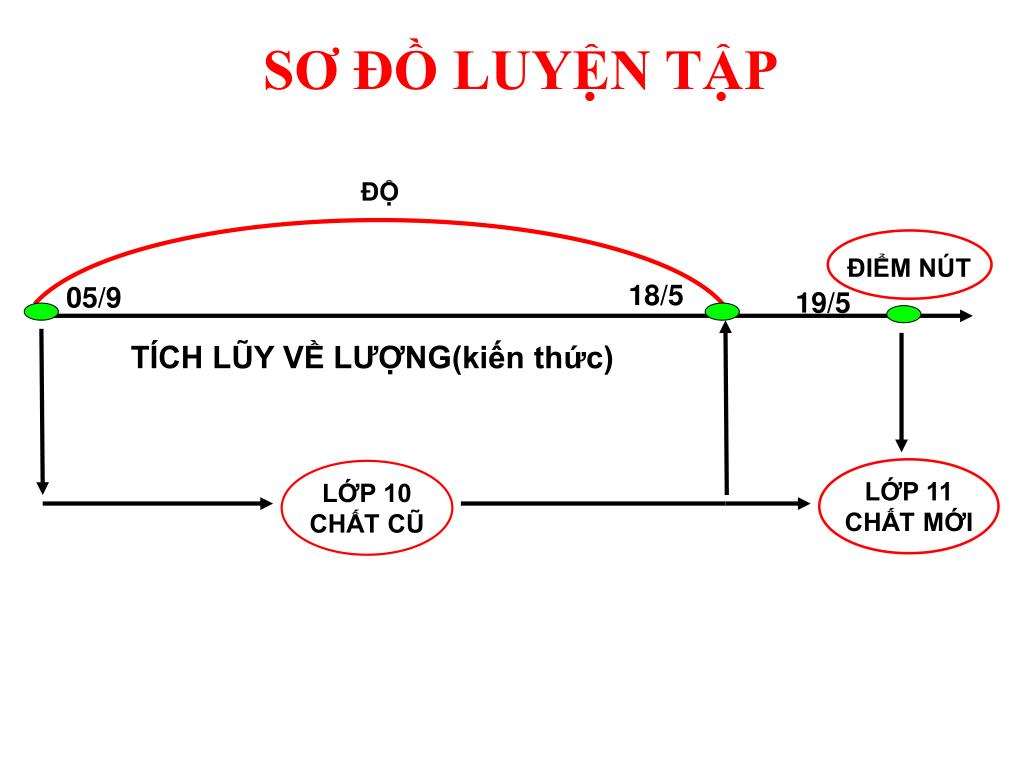 SƠ ĐỒ LUYỆN TẬP
ĐỘ
ĐIỂM NÚT
05/9
18/5
19/5
TÍCH LŨY VỀ LƯỢNG(kiến thức)
LỚP 10
CHẤT CŨ
LỚP 11
CHẤT MỚI